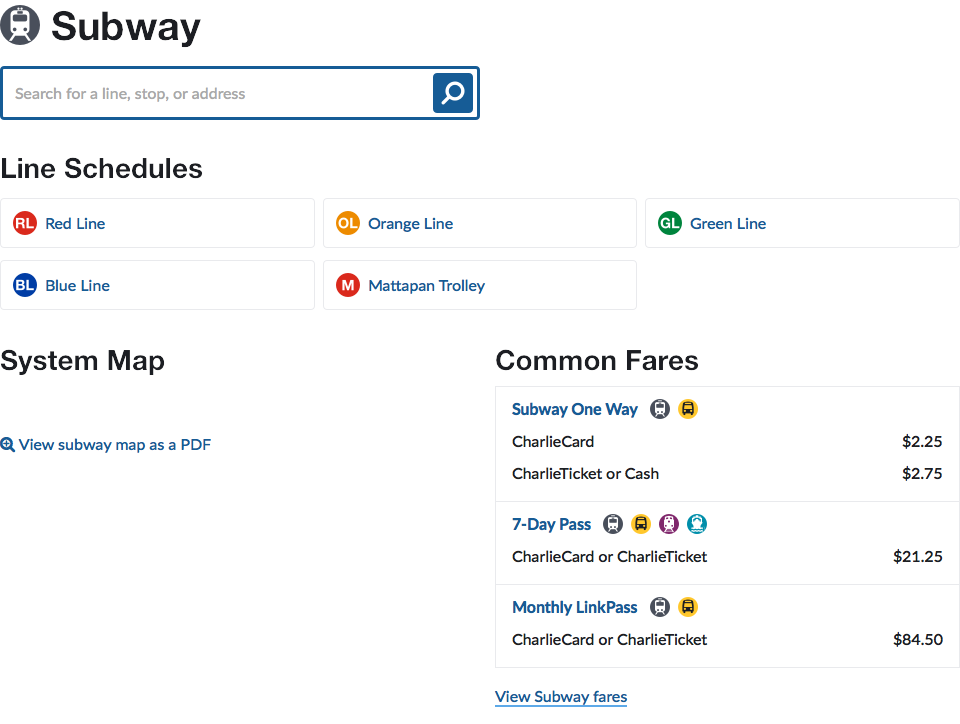 Subway
Search for a line, stop, or address
Line Schedules
RL Red Line
OL Orange Line
GL Green Line
BL Blue Line
M Mattapan Trolley
System Map
View subway map as a PDF
Common Fares
Subway One Way
CharlieCard $2.25
CharlieTicket or Cash $2.75
7-Day Pass
CharlieCard or CharlieTicket $21.25
Monthly LinkPass
CharlieCard or CharlieTicket $84.50
View Subway fares